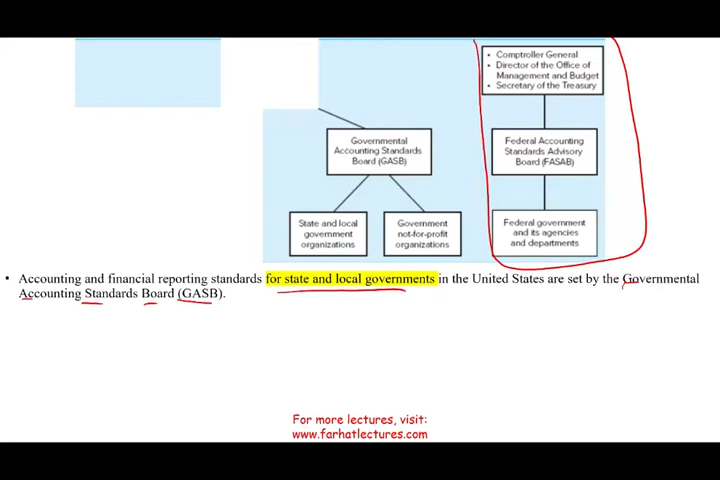 • Comptroller General
• Director of the Office of
Management and Budget
• Secretary of the Treasury
Governmental
Accounting Standards
Board (GASB)
Federal Accounting
Standards Advisory
Board (FASAB)
State and local
government
organizations
Government
not-for-profit
organizations
Federal government
and its agencies
and departments
• Accounting and financial reporting standards for state and local governments in the United States are set by the Governmental
Accounting Standards Board (GASB).
For more lectures, visit:
www.farhatlectures.com